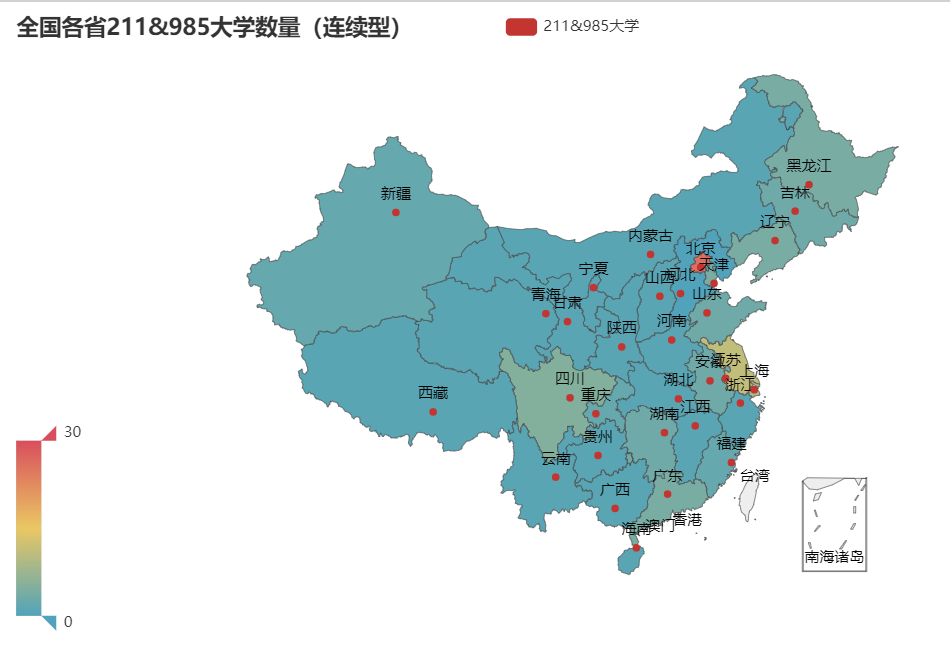 全国各省211&985大学数量（连续型）
211&985大学
黑龙江
吉林
新疆
辽宁
内蒙古
北京
天津
宁夏
河北
山西
青海
甘肃
山东
河南
陕西
安徽
江苏
上海
四川
湖北
浙江
重庆
西藏
江西
湖南
贵州
福建
云南
广东
台湾
广西
香港
澳门
海南
南海诸岛
30
0